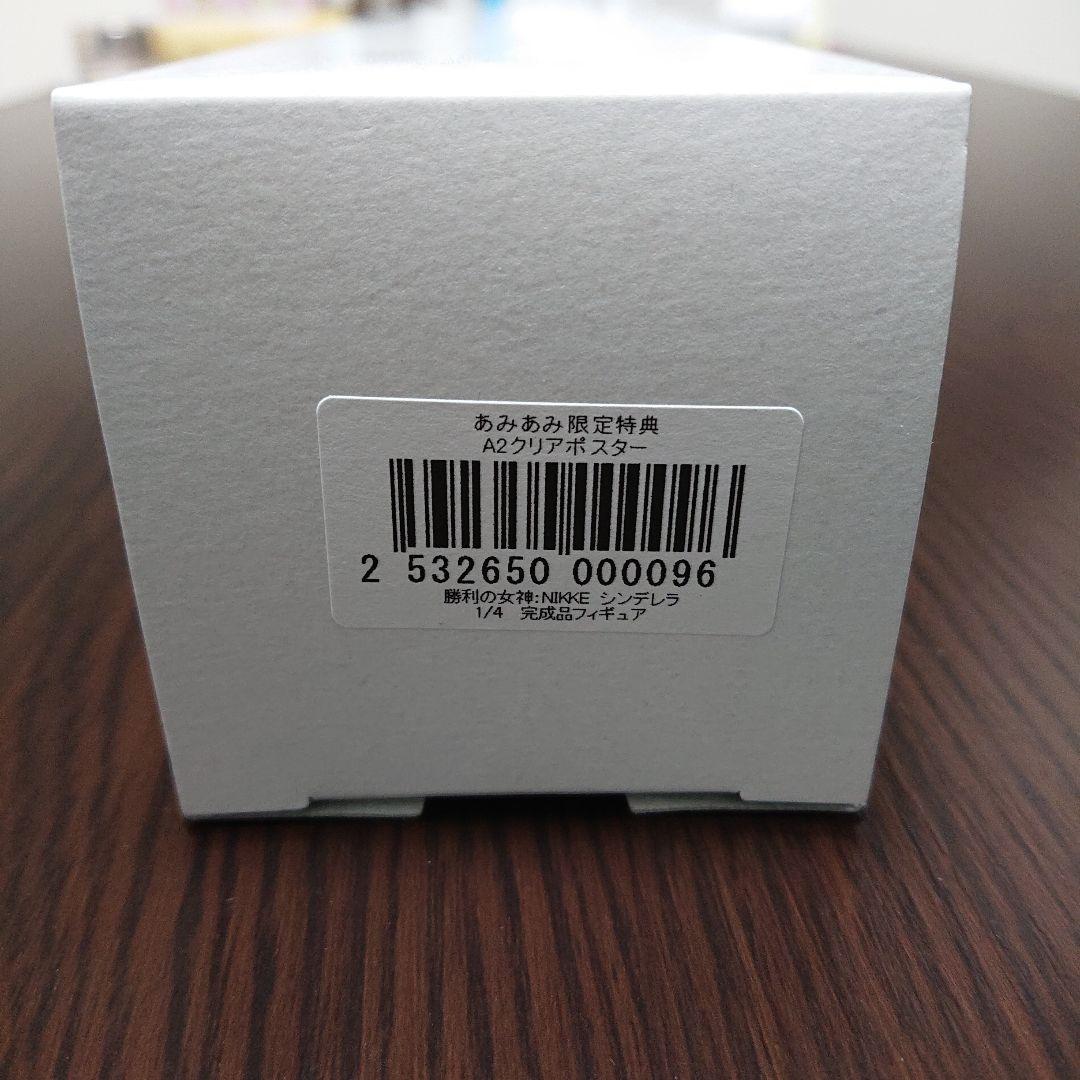 あみあみ限定特典
A2クリアポスター
2 532650 000096
勝利の女神:NIKKE シンデレラ
1/4 完成品フィギュア